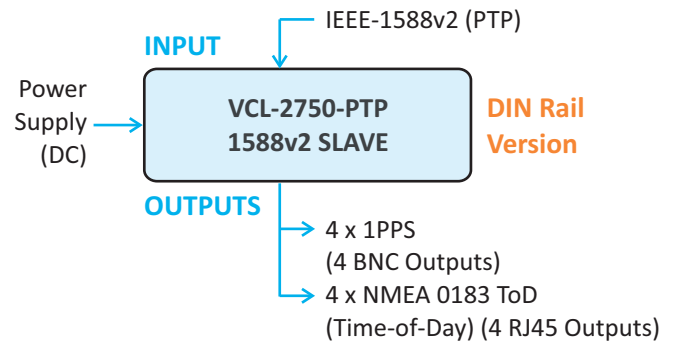 IEEE-1588v2 (PTP)
INPUT
Power
Supply
(DC)
VCL-2750-PTP
1588v2 SLAVE
DIN Rail
Version
OUTPUTS
4 x 1PPS
(4 BNC Outputs)
4 x NMEA 0183 ToD
(Time-of-Day) (4 RJ45 Outputs)